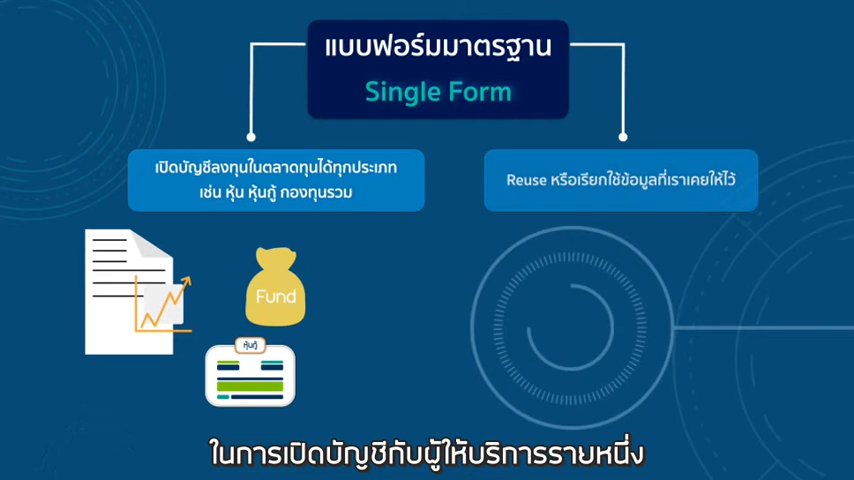 แบบฟอร์มมาตรฐาน
Single Form
เปิดบัญชีลงทุนในตลาดทุนได้ทุกประเภท
เช่น หุ้น หุ้นกู้ กองทุนรวม
Reuse หรือเรียกใช้ข้อมูลที่เราเคยให้ไว้
Fund
หุ้นกู้
ในการเปิดบัญชีกับผู้ให้บริการรายหนึ่ง